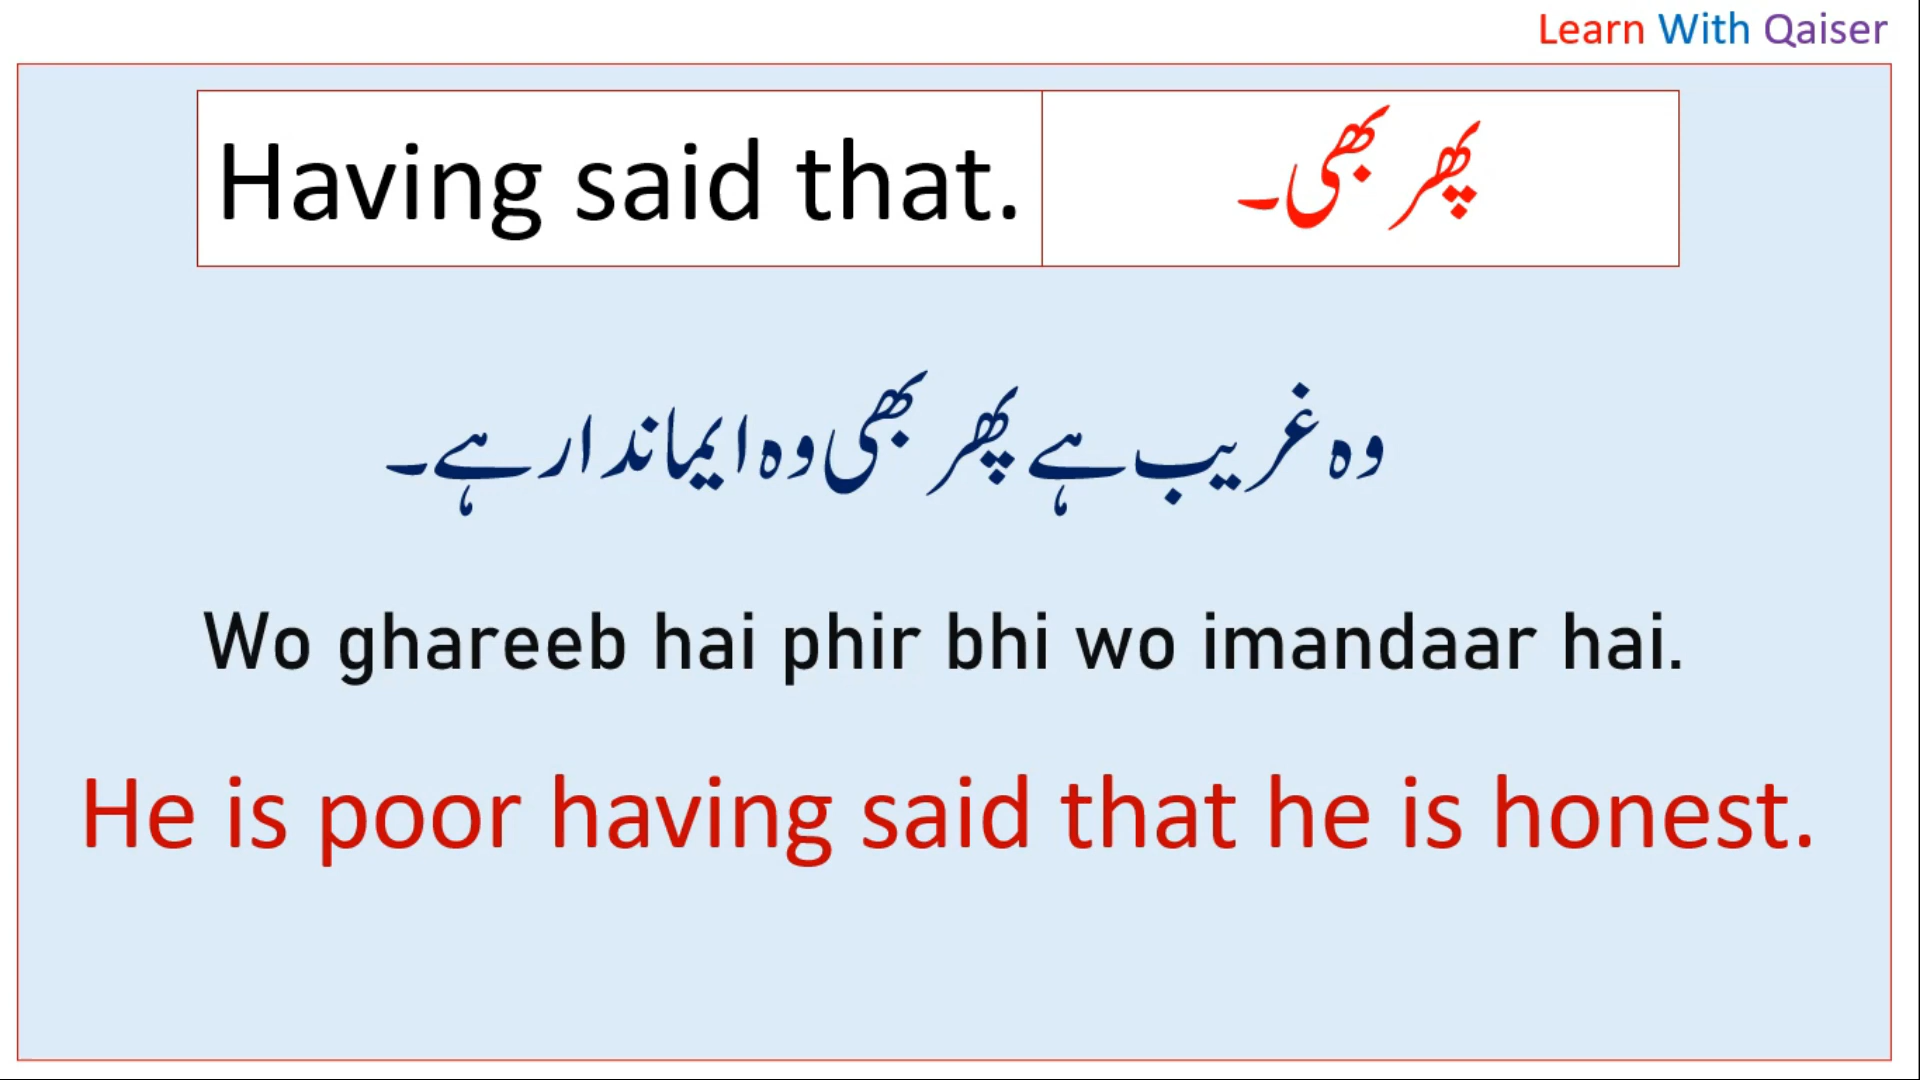 Learn With Qaiser
Having said that.
پھر بھی۔
وہ غریب ہے پھر بھی وہ ایماندار ہے۔
Wo ghareeb hai phir bhi wo imandaar hai.
He is poor having said that he is honest.